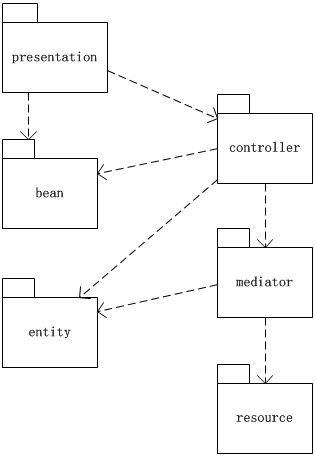 presentation
controller
bean
mediator
entity
resource